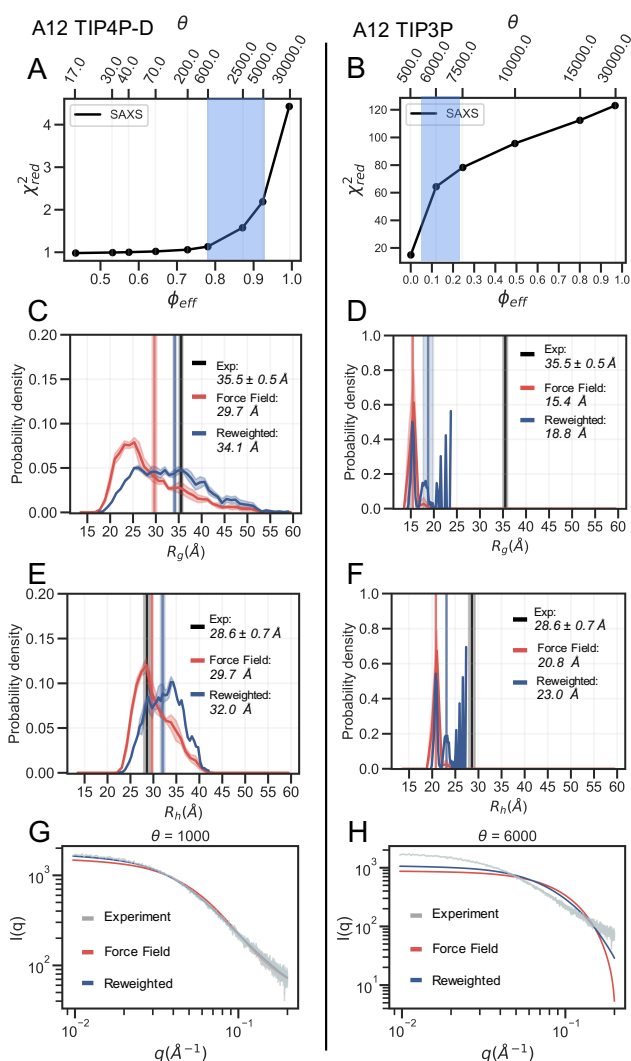 A12 TIP4P-D θ
17.0 30.0 40.0 70.0 200.0 600.0 2500.0 5000.0 30000.0
A
SAXS
χ²red
4
3
2
1
0.5 0.6 0.7 0.8 0.9 1.0
ϕeff
A12 TIP3P θ
500.0 6000.0 7500.0 10000.0 15000.0 30000.0
B
SAXS
χ²red
120
100
80
60
40
20
0.0 0.1 0.2 0.3 0.4 0.5 0.6 0.7 0.8 0.9 1.0
ϕeff
C
Probability density
0.20
0.15
0.10
0.05
0.00
Exp:
35.5 ± 0.5 Å
Force Field:
29.7 Å
Reweighted:
34.1 Å
15 20 25 30 35 40 45 50 55 60
Rg(Å)
D
Probability density
1.0
0.8
0.6
0.4
0.2
0.0
Exp:
35.5 ± 0.5 Å
Force Field:
15.4 Å
Reweighted:
18.8 Å
15 20 25 30 35 40 45 50 55 60
Rg(Å)
E
Probability density
0.20
0.15
0.10
0.05
0.00
Exp:
28.6 ± 0.7 Å
Force Field:
29.7 Å
Reweighted:
32.0 Å
15 20 25 30 35 40 45 50 55 60
Rh(Å)
F
Probability density
1.0
0.8
0.6
0.4
0.2
0.0
Exp:
28.6 ± 0.7 Å
Force Field:
20.8 Å
Reweighted:
23.0 Å
15 20 25 30 35 40 45 50 55 60
Rh(Å)
G
θ = 1000
I(q)
10³
10²
Experiment
Force Field
Reweighted
10⁻² 10⁻¹
q(Å⁻¹)
H
θ = 6000
I(q)
10³
10²
10¹
Experiment
Force Field
Reweighted
10⁻² 10⁻¹
q(Å⁻¹)